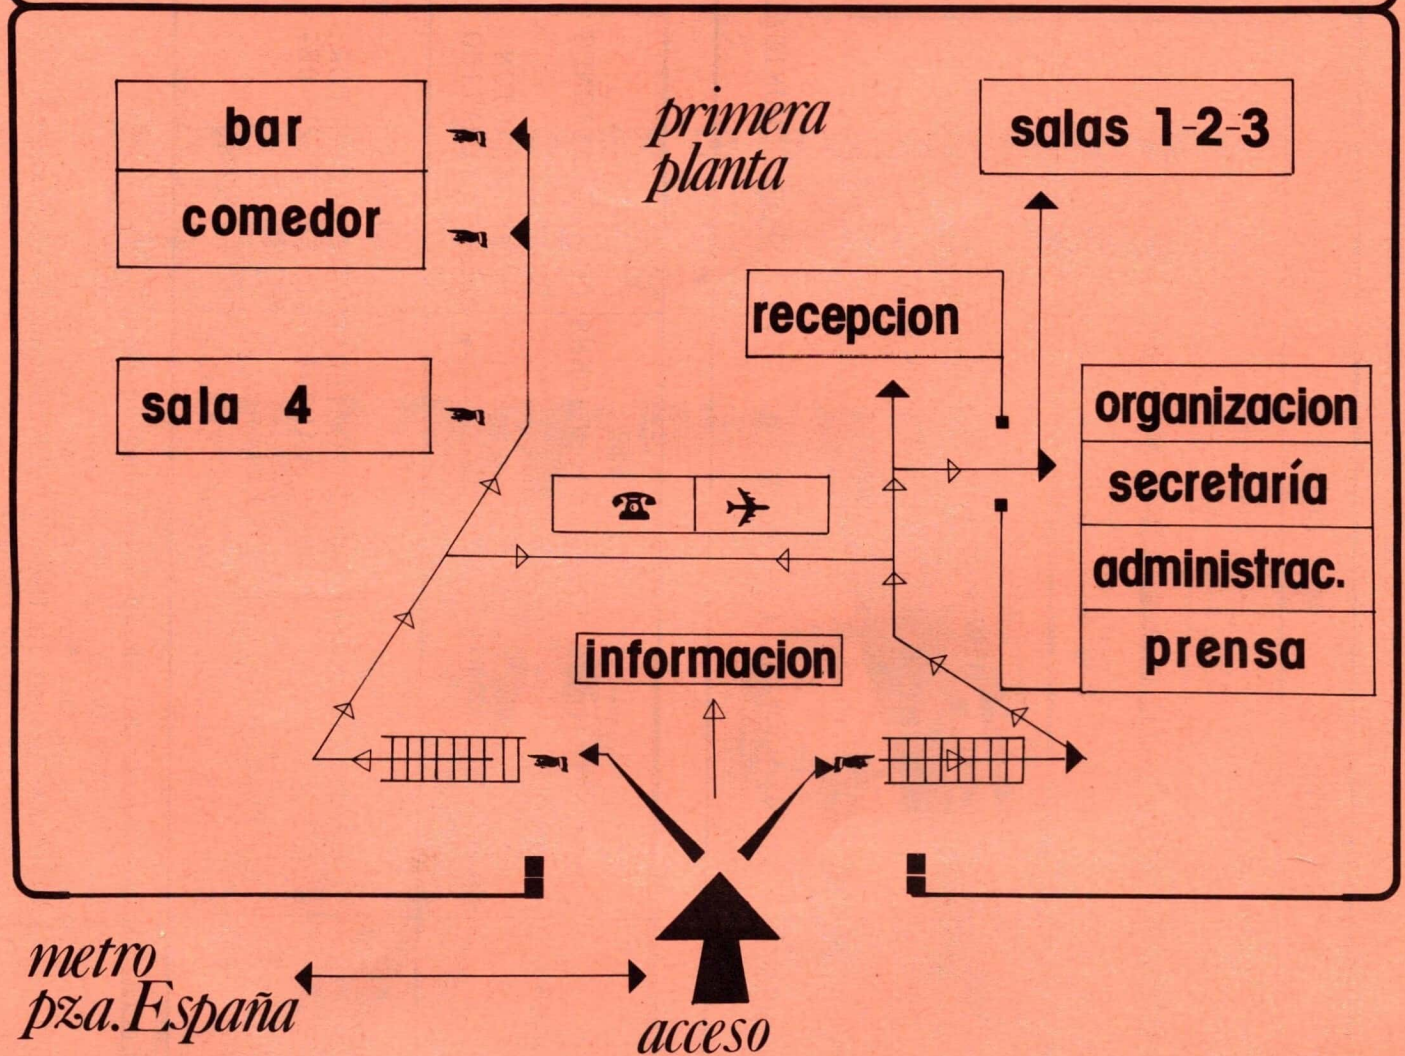 bar
comedor
primera
planta
salas 1-2-3
recepcion
sala 4
organizacion
secretaría
administrac.
prensa
informacion
metro
pza. España
acceso